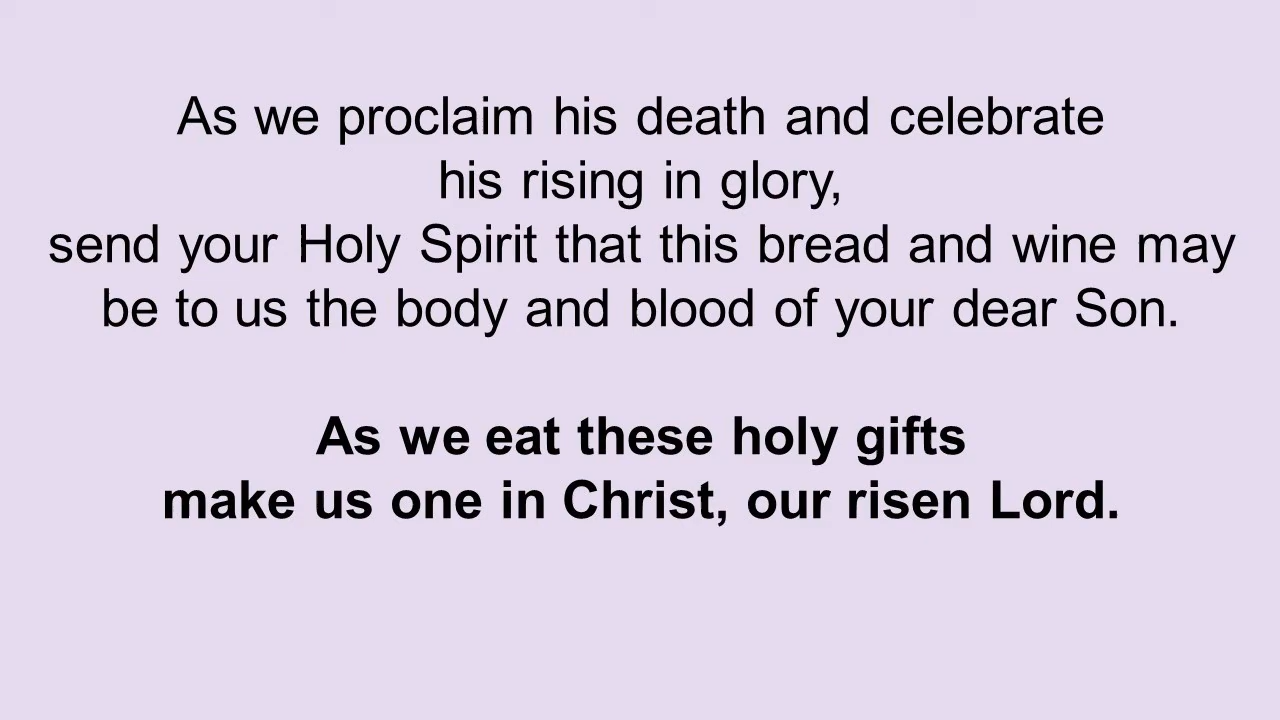 As we proclaim his death and celebrate
his rising in glory,
send your Holy Spirit that this bread and wine may
be to us the body and blood of your dear Son.
As we eat these holy gifts
make us one in Christ, our risen Lord.